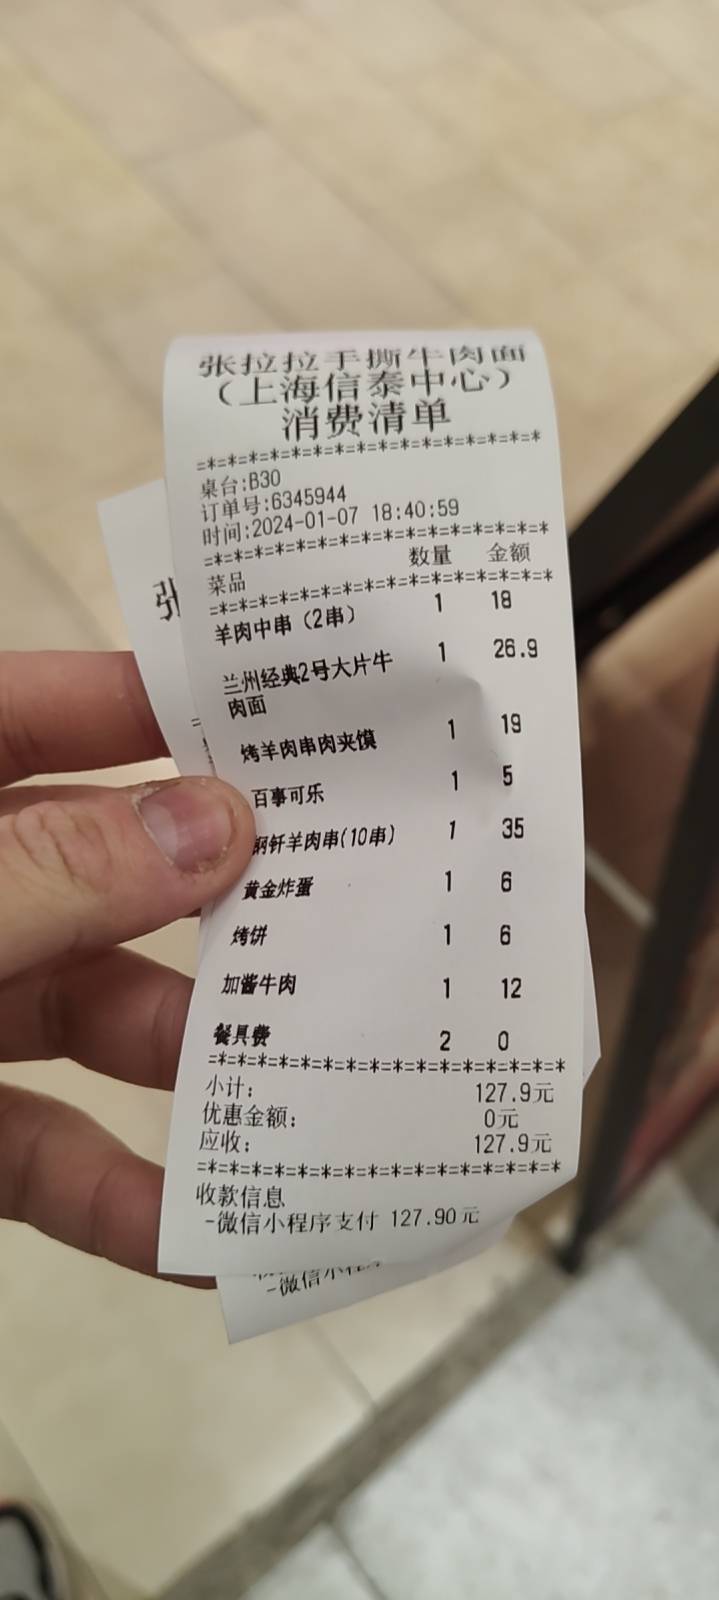 张拉拉手撕牛肉面
（上海信泰中心）
消费清单
=*=*=*=*=*=*=*=*=*=*=*=*=*=*
桌台:B30
订单号:6345944
时间:2024-01-07 18:40:59
=*=*=*=*=*=*=*=*=*=*=*=*=*=*
菜品 数量 金额
=*=*=*=*=*=*=*=*=*=*=*=*=*=*
羊肉中串（2串） 1 18
兰州经典2号大片牛 1 26.9
肉面
烤羊肉串肉夹馍 1 19
百事可乐 1 5
钢钎羊肉串(10串) 1 35
黄金炸蛋 1 6
烤饼 1 6
加酱牛肉 1 12
餐具费 2 0
=*=*=*=*=*=*=*=*=*=*=*=*=*=*
小计: 127.9元
优惠金额: 0元
应收: 127.9元
=*=*=*=*=*=*=*=*=*=*=*=*=*=*
收款信息
-微信小程序支付 127.90元
张
-微信小程